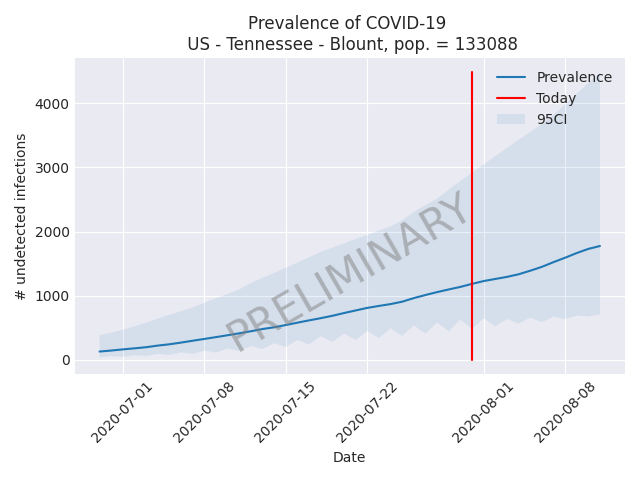 Prevalence of COVID-19
US - Tennessee - Blount, pop. = 133088
# undetected infections
4000
3000
2000
1000
0
Prevalence
Today
95CI
PRELIMINARY
2020-07-01
2020-07-08
2020-07-15
2020-07-22
2020-08-01
2020-08-08
Date